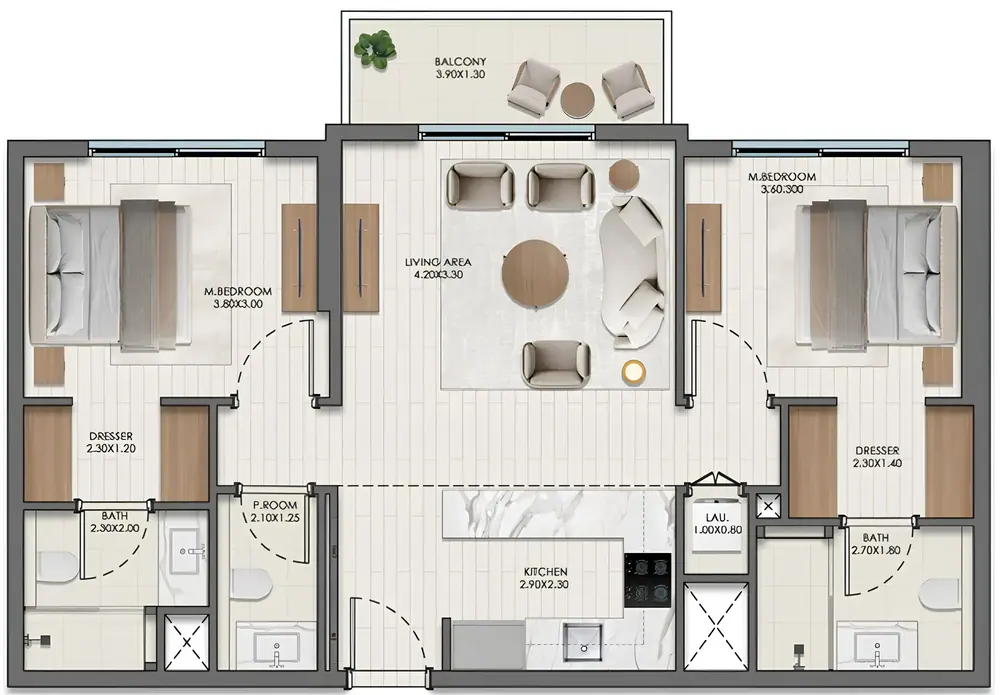 BALCONY
3.90X1.30
M.BEDROOM
3.60.300
LIVING AREA
4.20X3.30
M.BEDROOM
3.80X3.00
DRESSER
2.30X1.20
DRESSER
2.30X1.40
BATH
2.30X2.00
P.ROOM
2.10X1.25
LAU.
1.00X0.80
BATH
2.70X1.80
KITCHEN
2.90X2.30